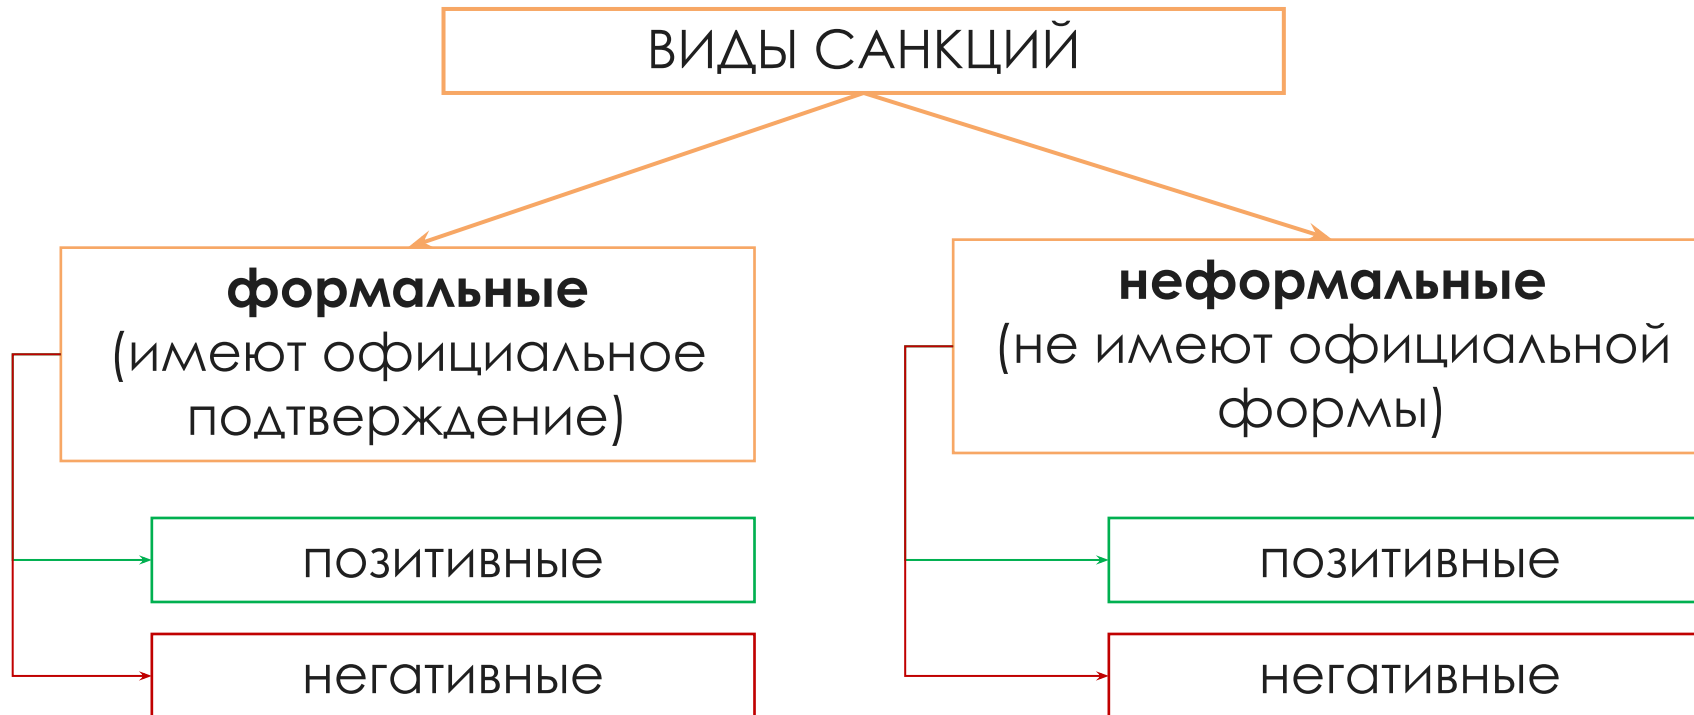 ВИДЫ САНКЦИЙ
формальные
(имеют официальное
подтверждение)
неформальные
(не имеют официальной
формы)
позитивные
позитивные
негативные
негативные